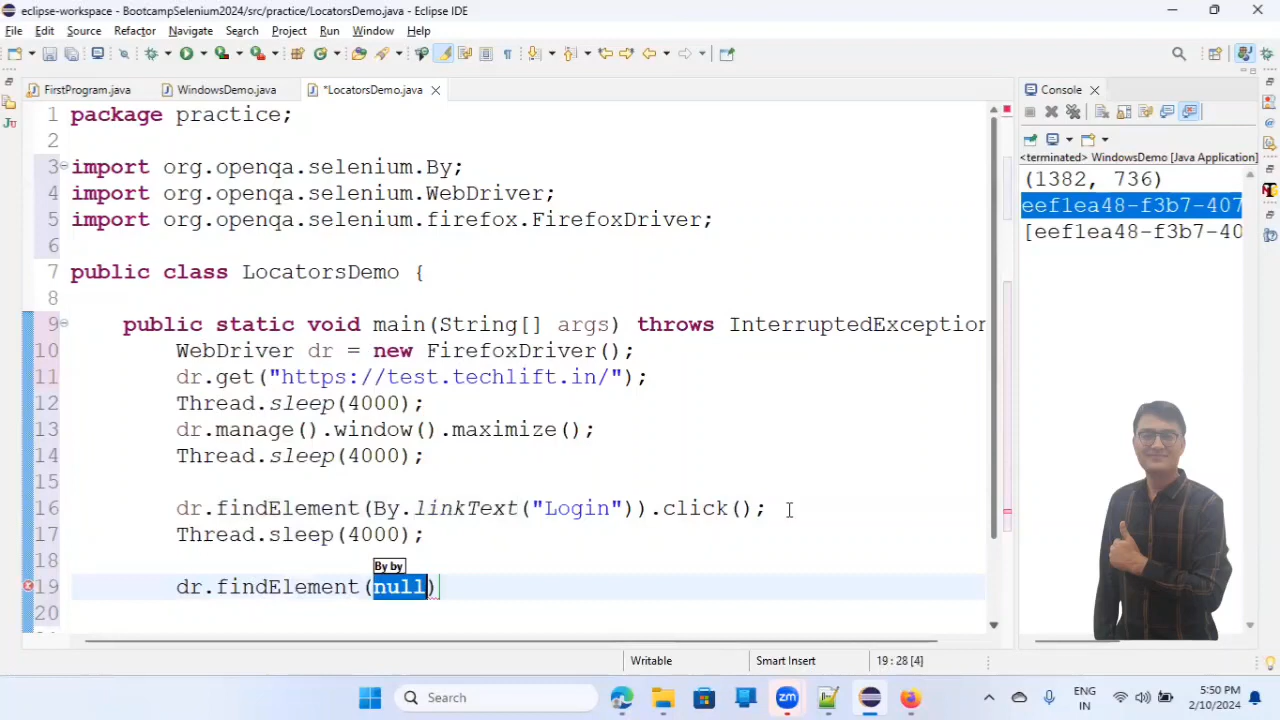 eclipse-workspace - BootcampSelenium2024/src/practice/LocatorsDemo.java - Eclipse IDE
File Edit Source Refactor Navigate Search Project Run Window Help
FirstProgram.java WindowsDemo.java *LocatorsDemo.java
1 package practice;
2
3 import org.openqa.selenium.By;
4 import org.openqa.selenium.WebDriver;
5 import org.openqa.selenium.firefox.FirefoxDriver;
6
7 public class LocatorsDemo {
8
9 public static void main(String[] args) throws InterruptedException
10 WebDriver dr = new FirefoxDriver();
11 dr.get("https://test.techlift.in/");
12 Thread.sleep(4000);
13 dr.manage().window().maximize();
14 Thread.sleep(4000);
15
16 dr.findElement(By.linkText("Login")).click();
17 Thread.sleep(4000);
18
By by
19 dr.findElement(null)
20
Console
<terminated> WindowsDemo [Java Application]
(1382, 736)
eef1ea48-f3b7-407
[eef1ea48-f3b7-40
Writable Smart Insert 19 : 28 [4]
Search
zm
ENG
IN
5:50 PM
2/10/2024